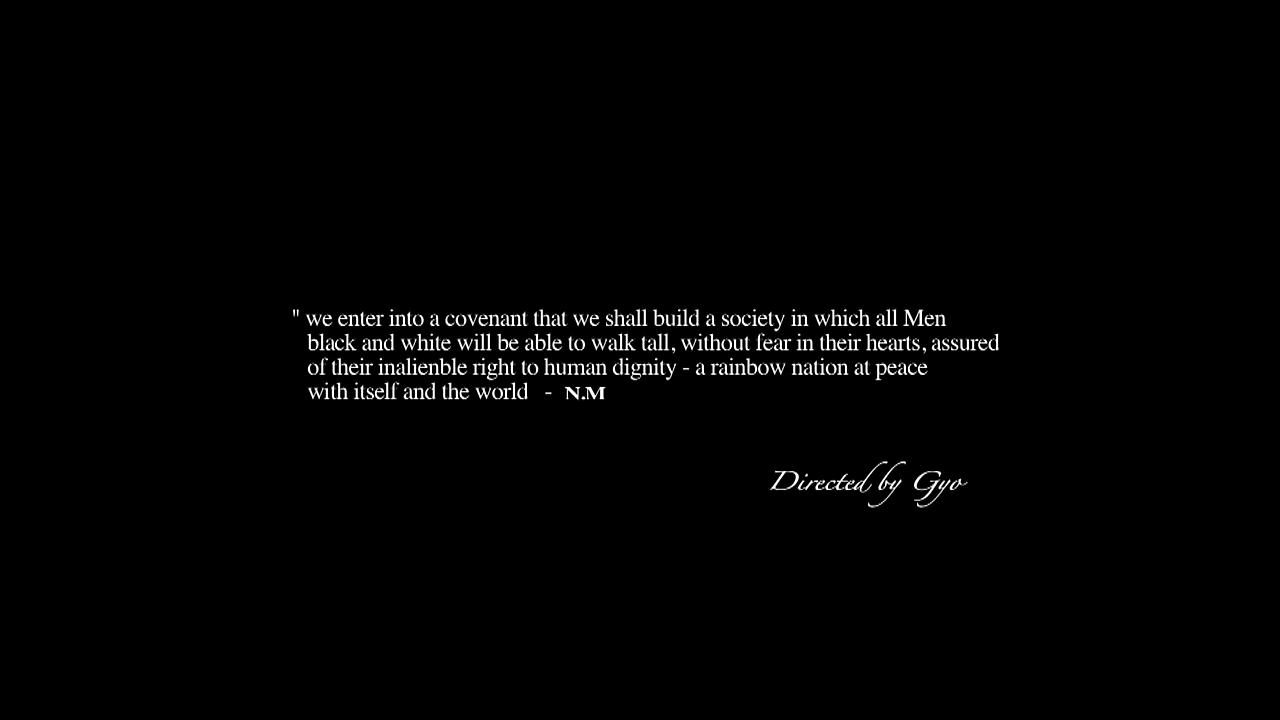 " we enter into a covenant that we shall build a society in which all Men
black and white will be able to walk tall, without fear in their hearts, assured
of their inalienble right to human dignity - a rainbow nation at peace
with itself and the world - N.M
Directed by Gyo